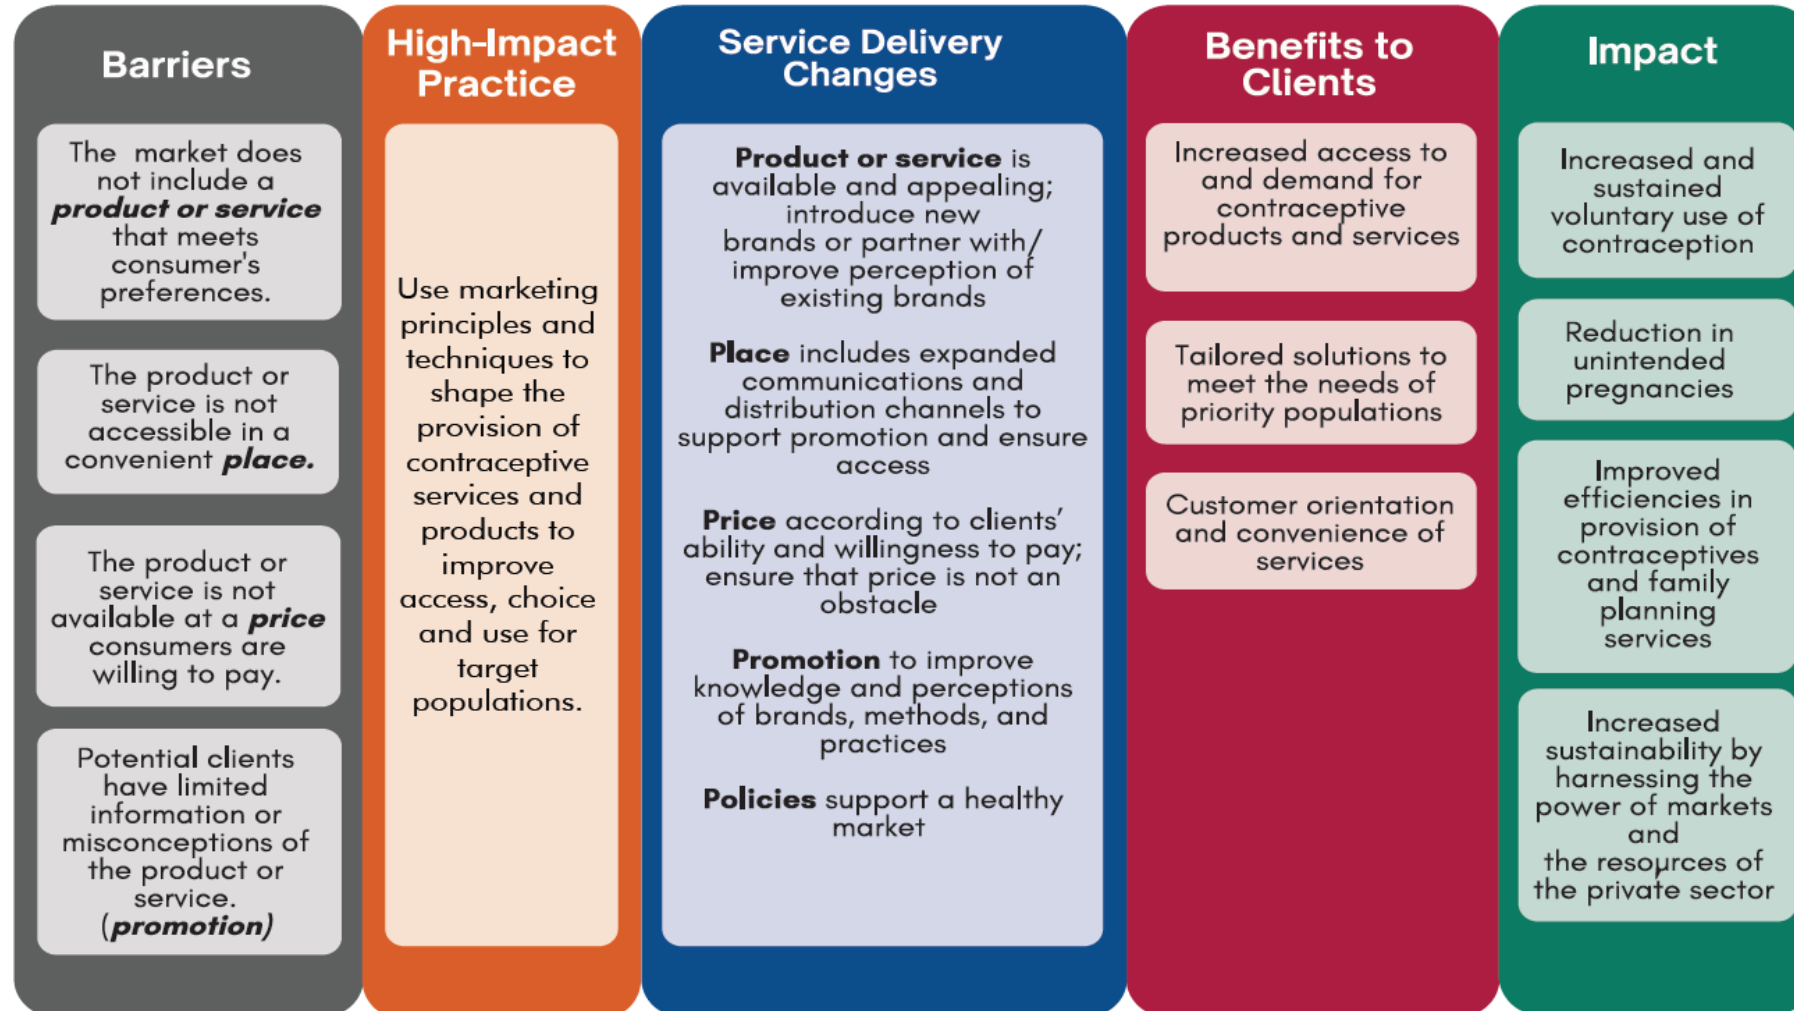 Barriers
The market does
not include a
product or service
that meets
consumer's
preferences.
The product or
service is not
accessible in a
convenient place.
The product or
service is not
available at a price
consumers are
willing to pay.
Potential clients
have limited
information or
misconceptions of
the product or
service.
(promotion)
High-Impact
Practice
Use marketing
principles and
techniques to
shape the
provision of
contraceptive
services and
products to
improve
access, choice
and use for
target
populations.
Service Delivery
Changes
Product or service is
available and appealing;
introduce new
brands or partner with/
improve perception of
existing brands
Place includes expanded
communications and
distribution channels to
support promotion and ensure
access
Price according to clients’
ability and willingness to pay;
ensure that price is not an
obstacle
Promotion to improve
knowledge and perceptions
of brands, methods, and
practices
Policies support a healthy
market
Benefits to
Clients
Increased access to
and demand for
contraceptive
products and services
Tailored solutions to
meet the needs of
priority populations
Customer orientation
and convenience of
services
Impact
Increased and
sustained
voluntary use of
contraception
Reduction in
unintended
pregnancies
Improved
efficiencies in
provision of
contraceptives
and family
planning
services
Increased
sustainability by
harnessing the
power of markets
and
the resources of
the private sector